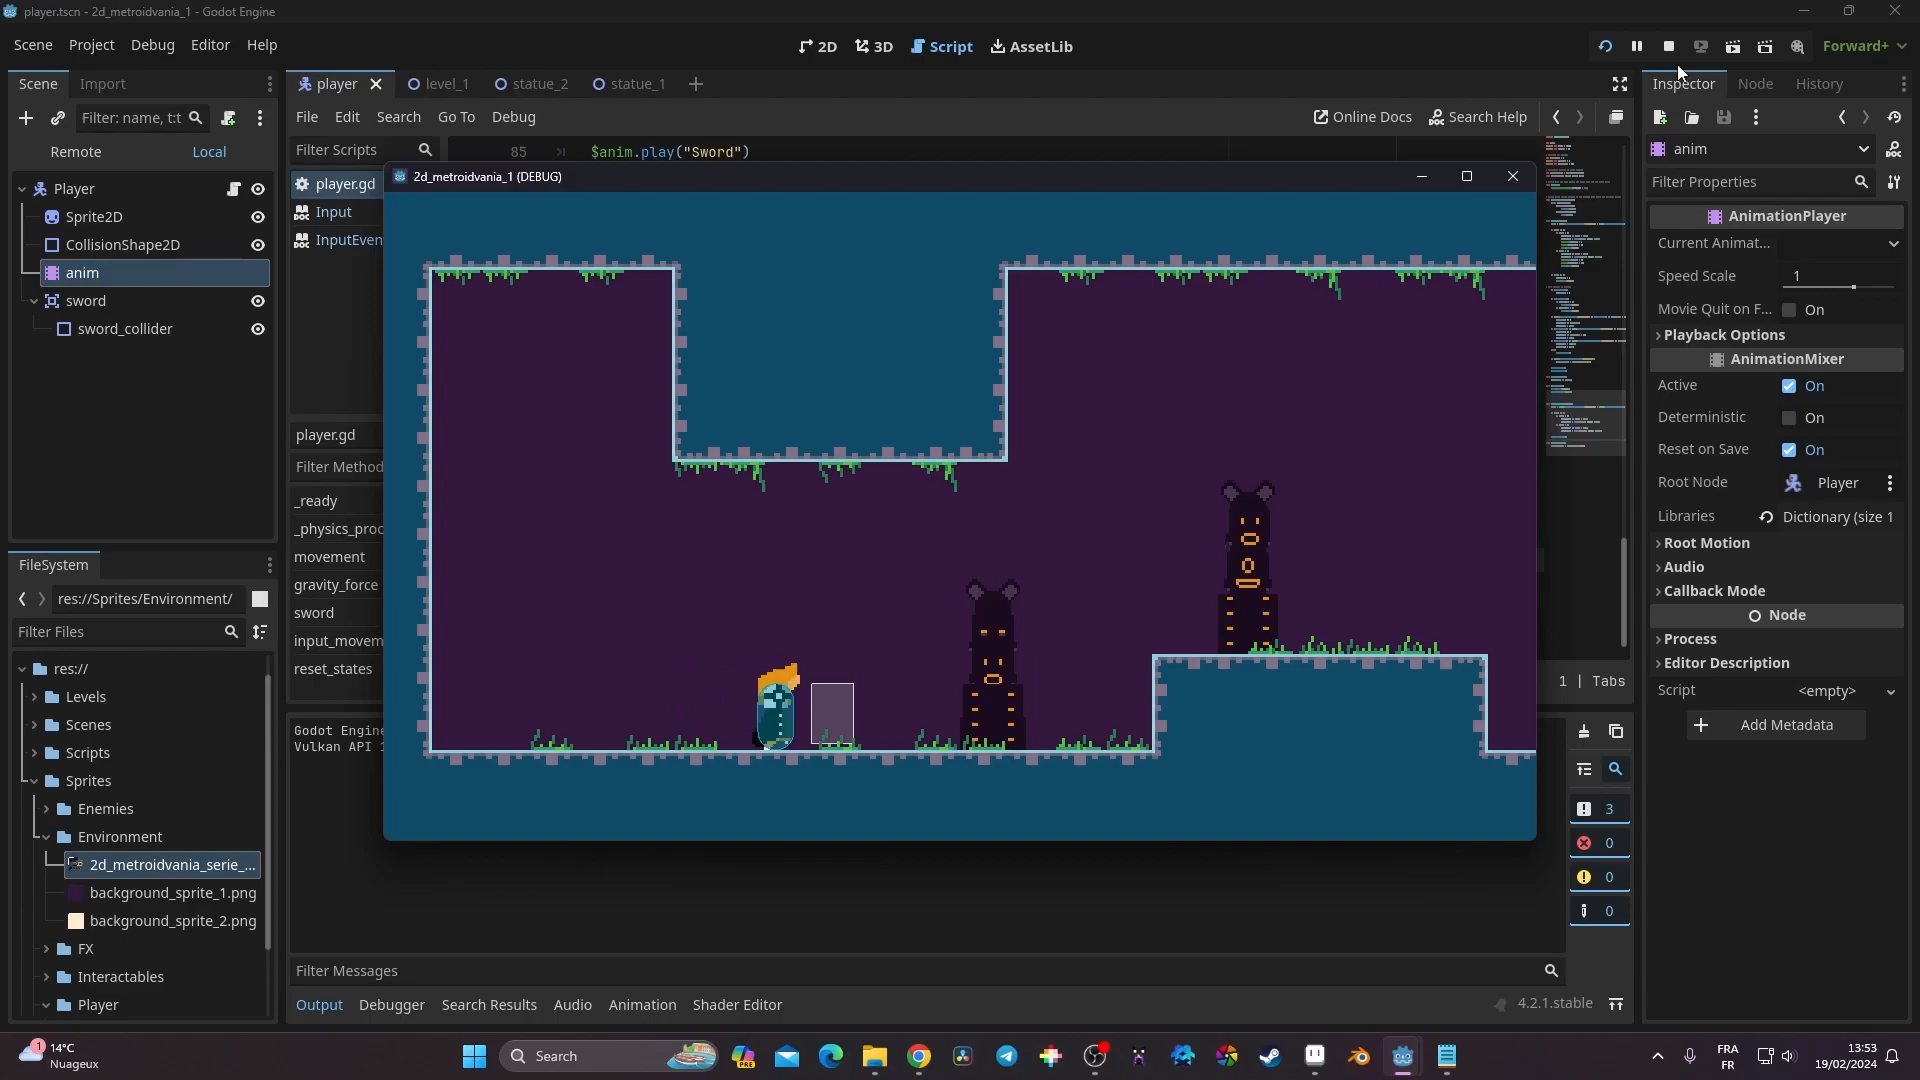 player.tscn - 2d_metroidvania_1 - Godot Engine
Scene Project Debug Editor Help
2D 3D Script AssetLib
Forward+
Scene Import
player level_1 statue_2 statue_1
Inspector Node History
Filter: name, t:t
File Edit Search Go To Debug
Online Docs Search Help
Remote Local
Filter Scripts
85 $anim.play("Sword")
anim
player.gd
2d_metroidvania_1 (DEBUG)
Filter Properties
Player
Input
AnimationPlayer
Sprite2D
InputEven
Current Animat...
CollisionShape2D
Speed Scale 1
anim
Movie Quit on F... On
sword
Playback Options
sword_collider
AnimationMixer
Active On
Deterministic On
player.gd
Reset on Save On
Filter Method
Root Node Player
_ready
Libraries Dictionary (size 1
_physics_proc
Root Motion
movement
Audio
FileSystem
gravity_force
Callback Mode
res://Sprites/Environment/
sword
Node
Filter Files
input_movem
Process
res://
reset_states
1 | Tabs
Editor Description
Levels
Script <empty>
Scenes
Godot Engine
Add Metadata
Scripts
Vulkan API 1
Sprites
Enemies
3
Environment
0
2d_metroidvania_serie_...
0
background_sprite_1.png
0
background_sprite_2.png
FX
Filter Messages
Interactables
Player
Output Debugger Search Results Audio Animation Shader Editor
4.2.1.stable
1
14°C
Nuageux
Search
PRE
FRA
FR
13:53
19/02/2024